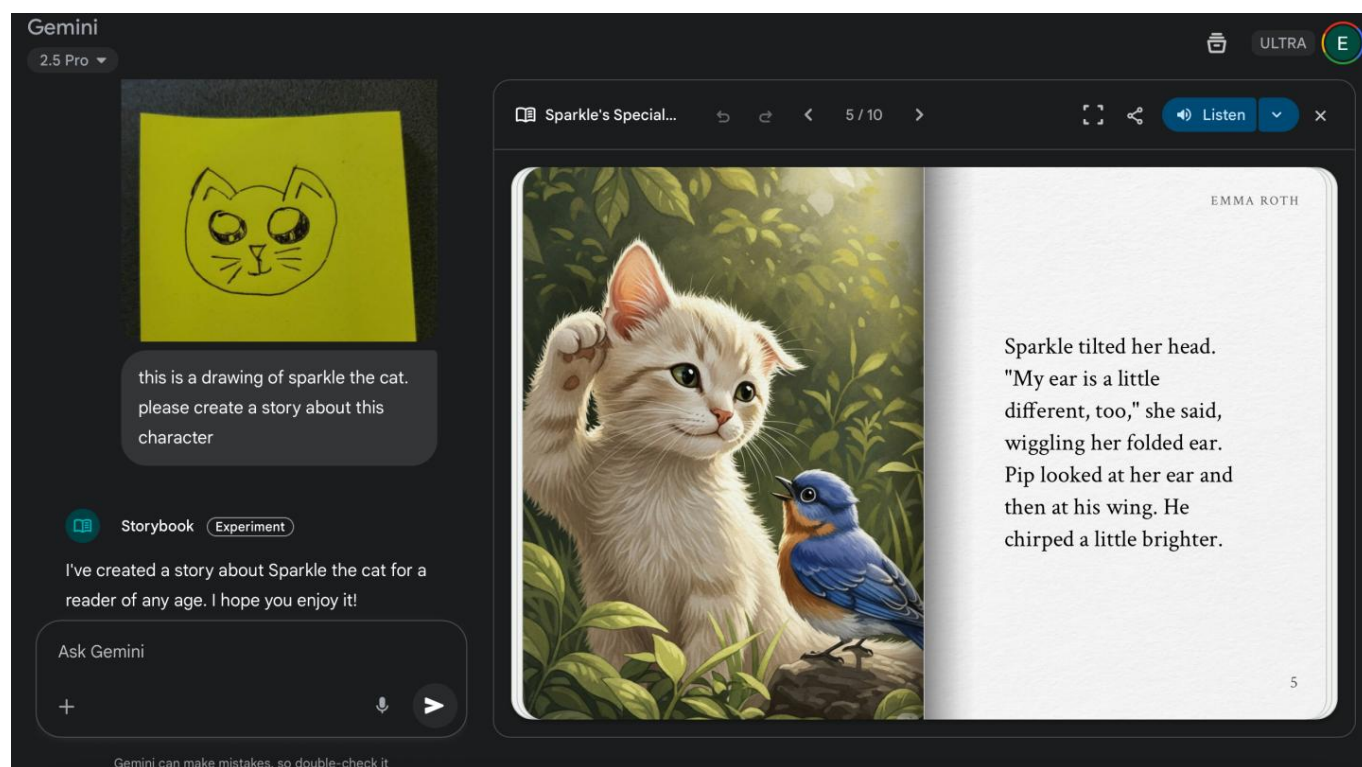 Gemini
2.5 Pro
ULTRA
E
this is a drawing of sparkle the cat.
please create a story about this
character
Storybook Experiment
I've created a story about Sparkle the cat for a
reader of any age. I hope you enjoy it!
Ask Gemini
Gemini can make mistakes, so double-check it
Sparkle's Special...
5 / 10
Listen
EMMA ROTH
Sparkle tilted her head.
"My ear is a little
different, too," she said,
wiggling her folded ear.
Pip looked at her ear and
then at his wing. He
chirped a little brighter.
5